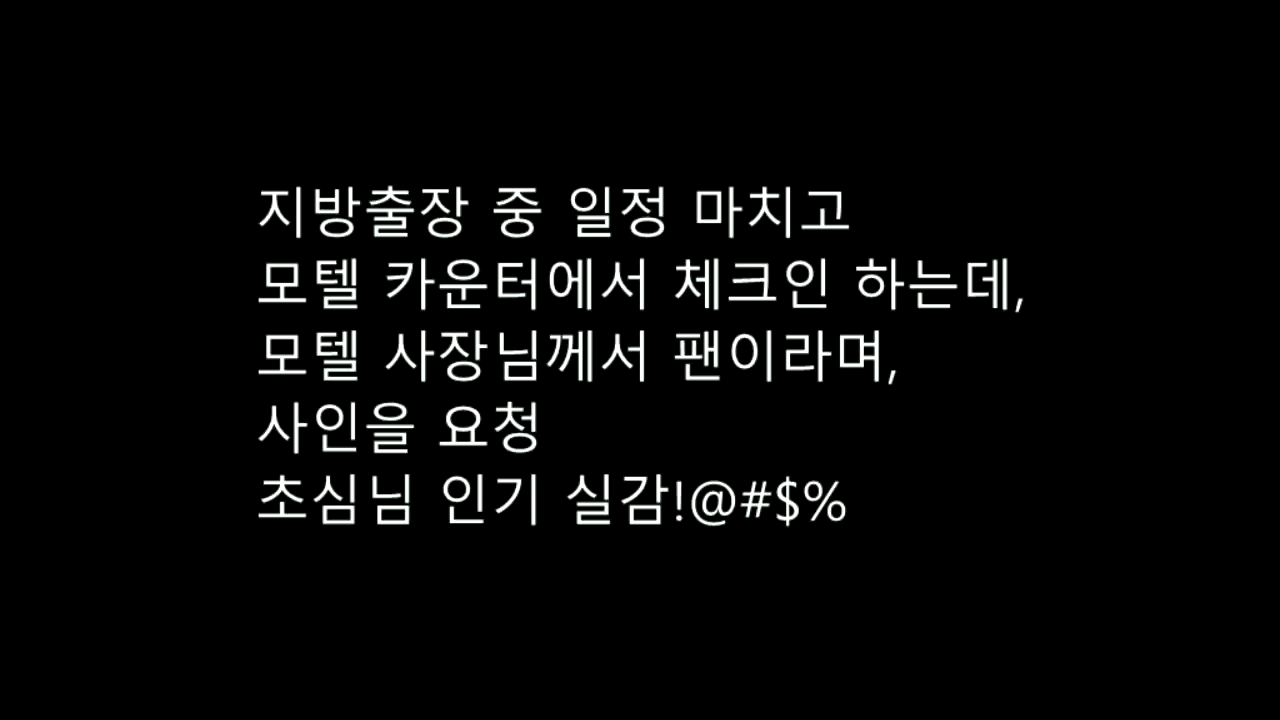 지방출장 중 일정 마치고
모텔 카운터에서 체크인 하는데,
모텔 사장님께서 팬이라며,
사인을 요청
초심님 인기 실감!@#$%